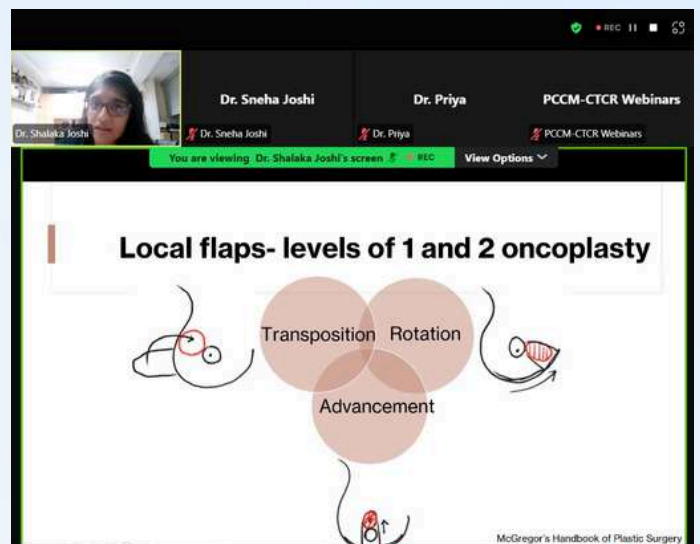 REC
Dr. Sneha Joshi
Dr. Priya
PCCM-CTCR Webinars
Dr. Shalaka Joshi
Dr. Sneha Joshi
Dr. Priya
PCCM-CTCR Webinars
You are viewing Dr. Shalaka Joshi's screen REC View Options
Local flaps- levels of 1 and 2 oncoplasty
Transposition Rotation
Advancement
McGregor's Handbook of Plastic Surgery